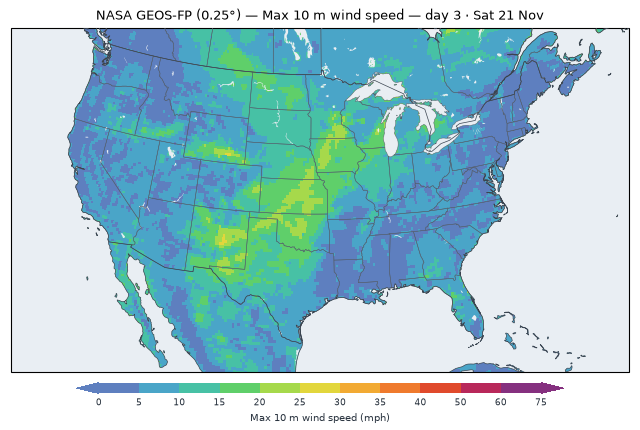 NASA GEOS-FP (0.25°) — Max 10 m wind speed — day 3 · Sat 21 Nov
0 5 10 15 20 25 30 35 40 50 60 75
Max 10 m wind speed (mph)